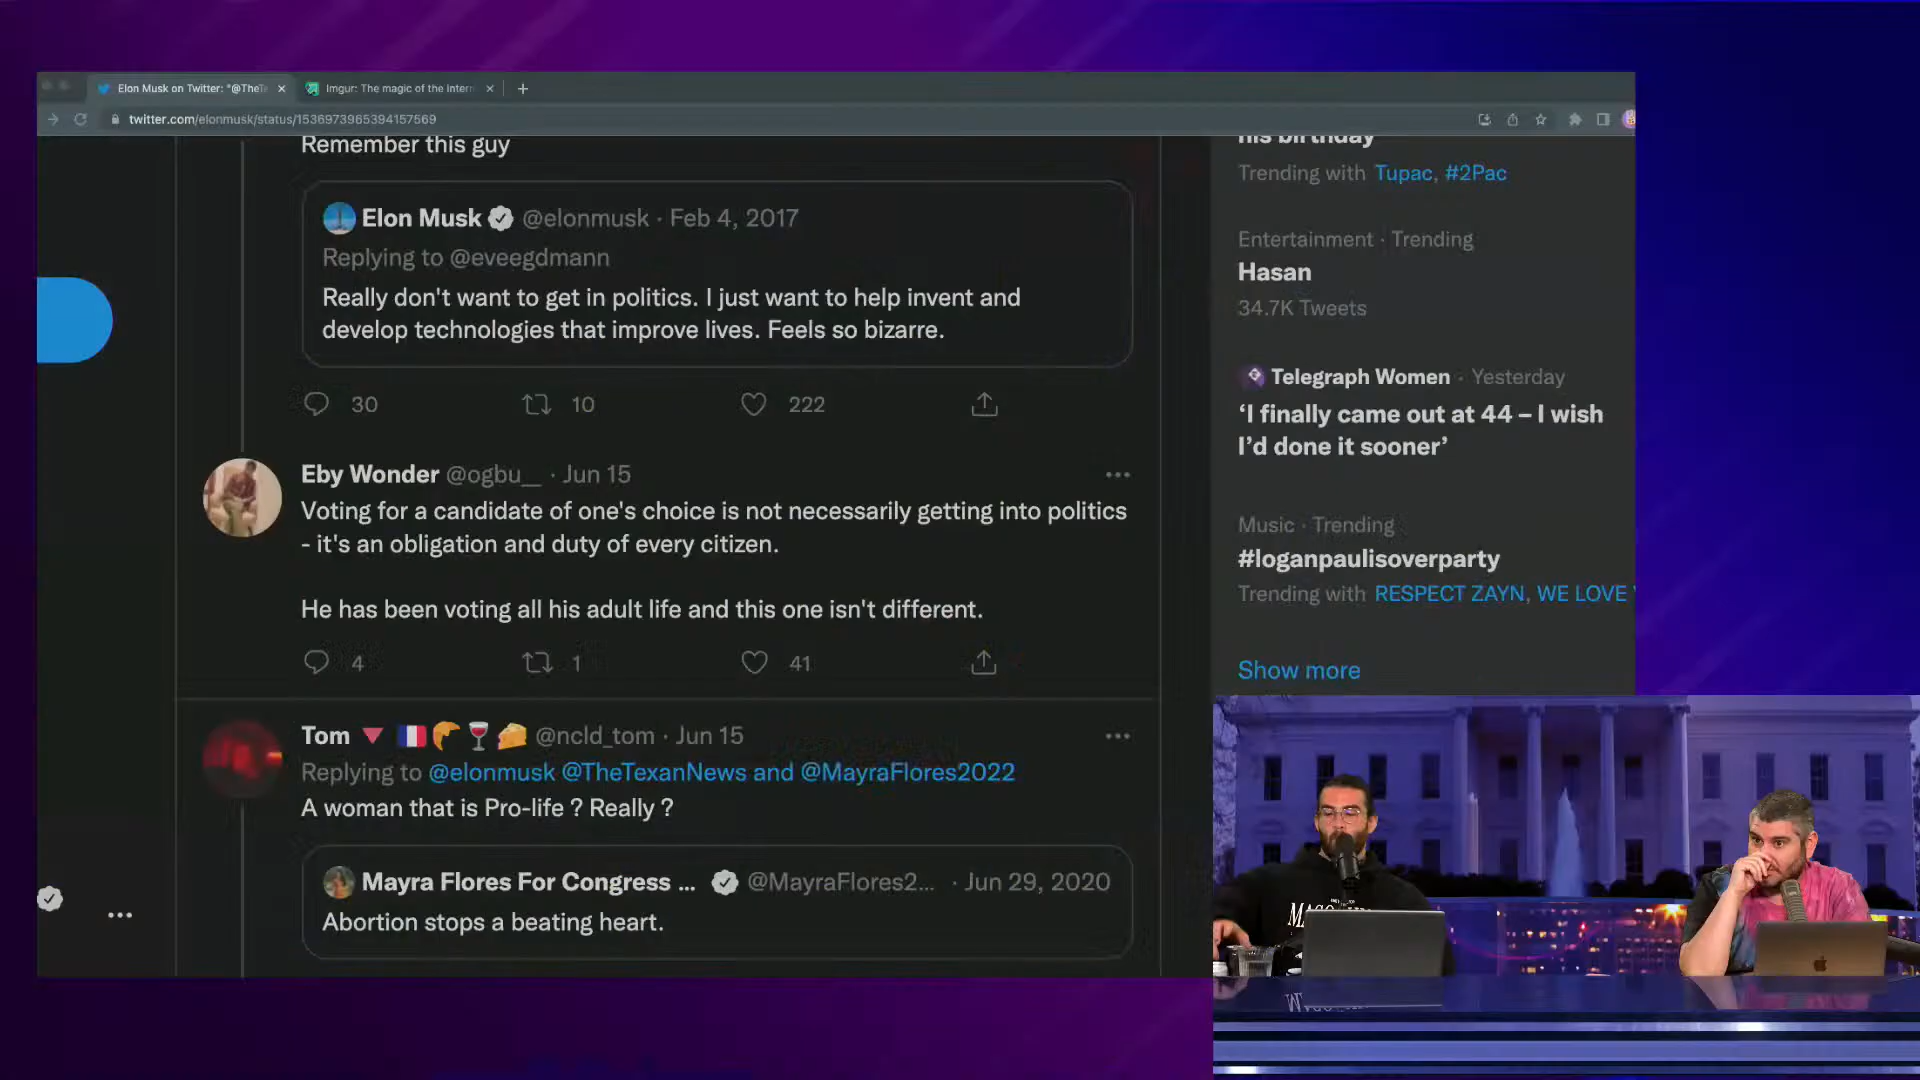 Elon Musk on Twitter: "@TheTe
Imgur: The magic of the Intern
twitter.com/elonmusk/status/1536973965394157569
Remember this guy
Elon Musk @elonmusk · Feb 4, 2017
Replying to @eveegdmann
Really don't want to get in politics. I just want to help invent and
develop technologies that improve lives. Feels so bizarre.
30 10 222
Eby Wonder @ogbu__ · Jun 15
Voting for a candidate of one's choice is not necessarily getting into politics
- it's an obligation and duty of every citizen.
He has been voting all his adult life and this one isn't different.
4 1 41
Tom @ncld_tom · Jun 15
Replying to @elonmusk @TheTexanNews and @MayraFlores2022
A woman that is Pro-life ? Really ?
Mayra Flores For Congress ... @MayraFlores2... · Jun 29, 2020
Abortion stops a beating heart.
his birthday
Trending with Tupac, #2Pac
Entertainment · Trending
Hasan
34.7K Tweets
Telegraph Women · Yesterday
‘I finally came out at 44 – I wish
I’d done it sooner’
Music · Trending
#loganpaulisoverparty
Trending with RESPECT ZAYN, WE LOVE
Show more